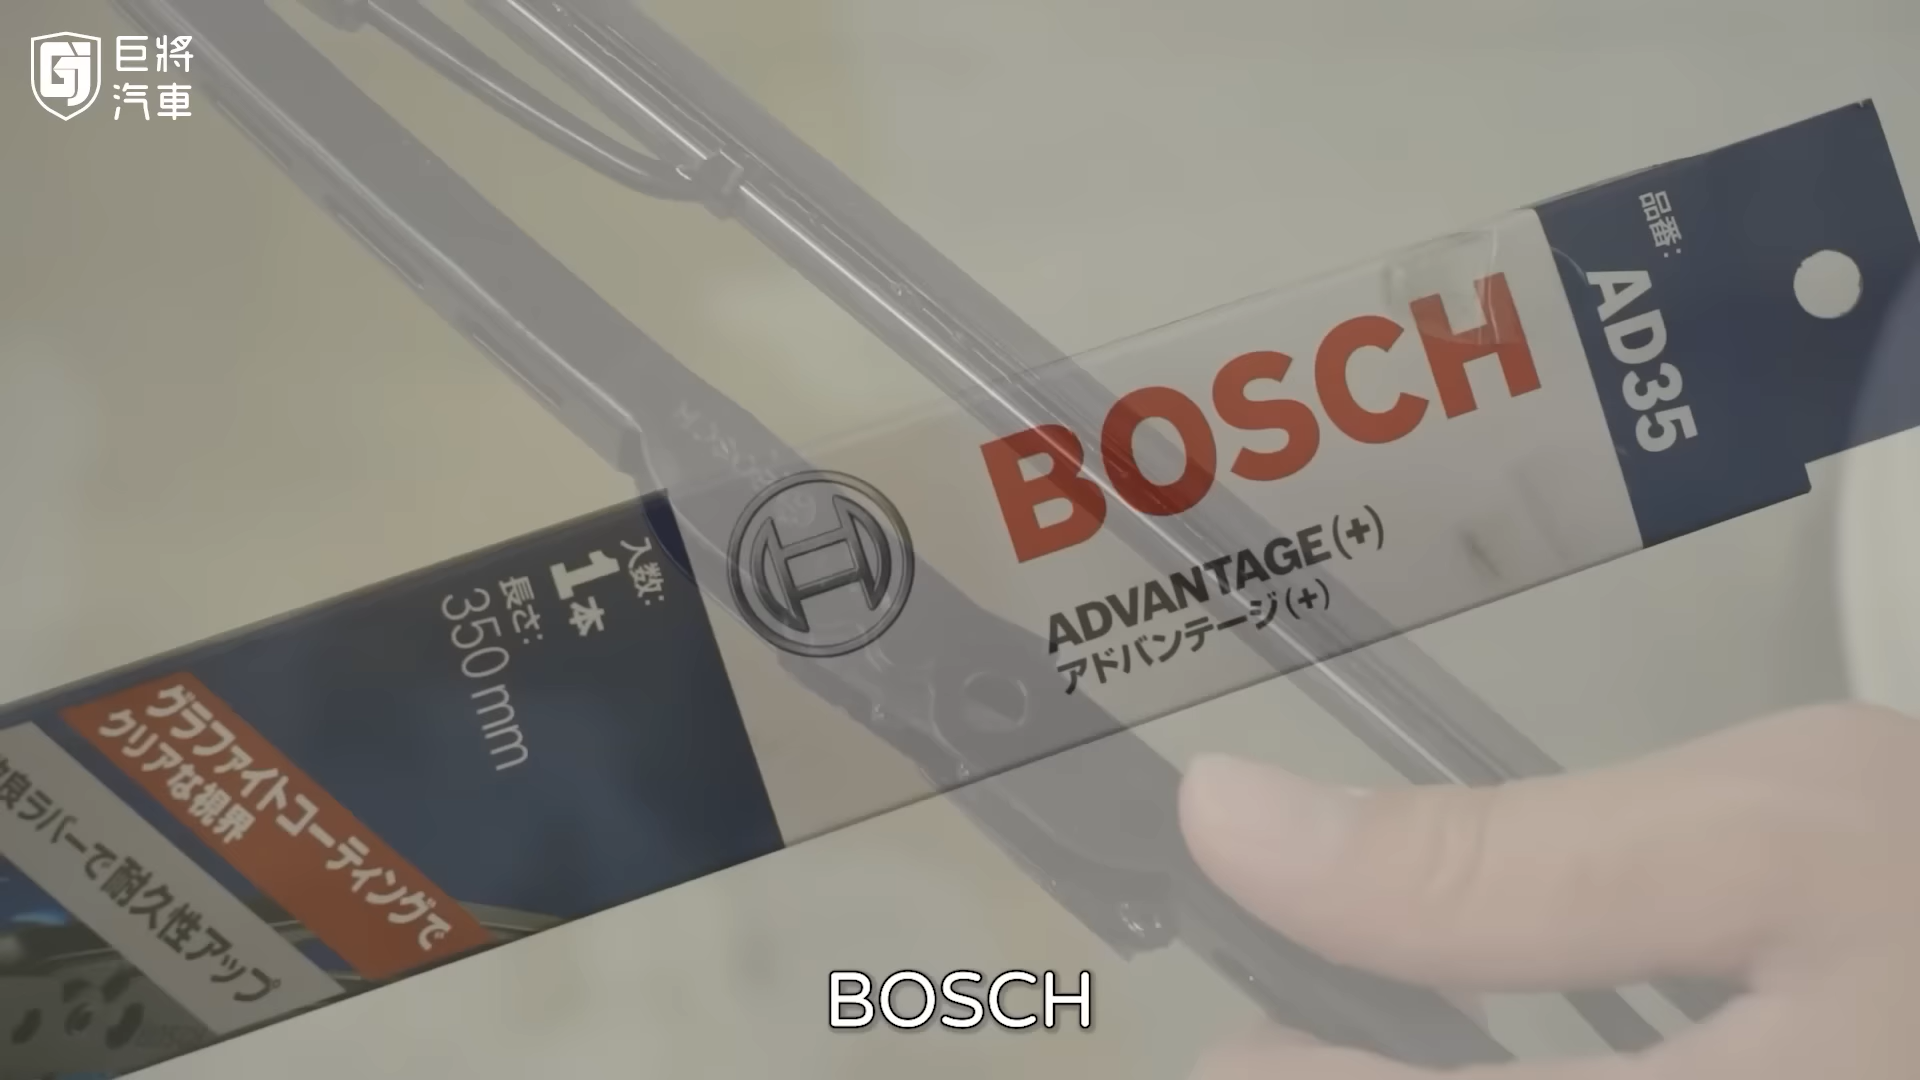 巨將
汽車
品番:
AD35
BOSCH
ADVANTAGE(+)
アドバンテージ(+)
入数:
1本
長さ:
350mm
グラファイトコーティングで
クリアな視界
良ラバーで耐久性アップ
BOSCH